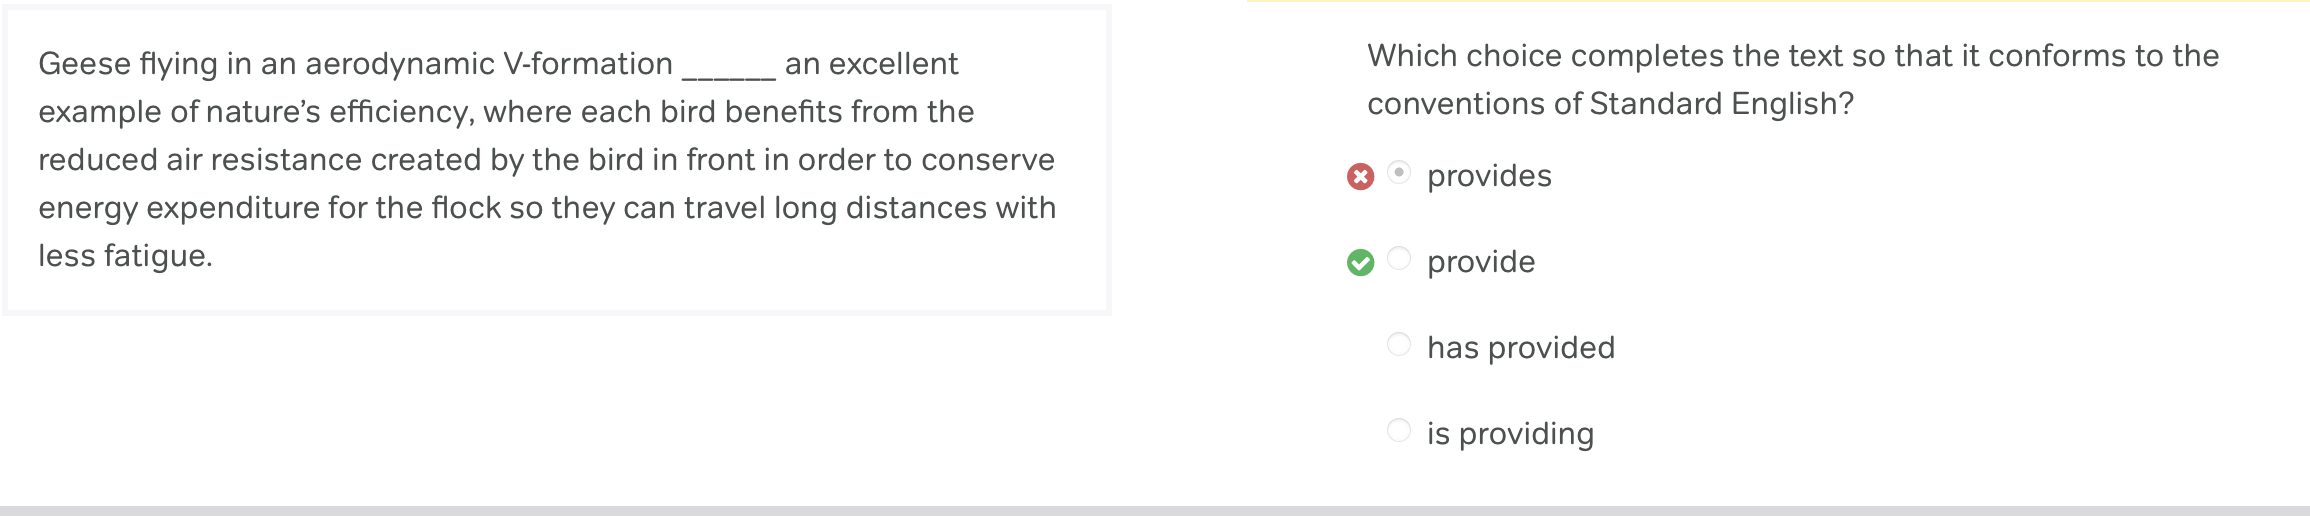 Geese flying in an aerodynamic V-formation ______ an excellent
example of nature’s efficiency, where each bird benefits from the
reduced air resistance created by the bird in front in order to conserve
energy expenditure for the flock so they can travel long distances with
less fatigue.
Which choice completes the text so that it conforms to the
conventions of Standard English?
provides
provide
has provided
is providing